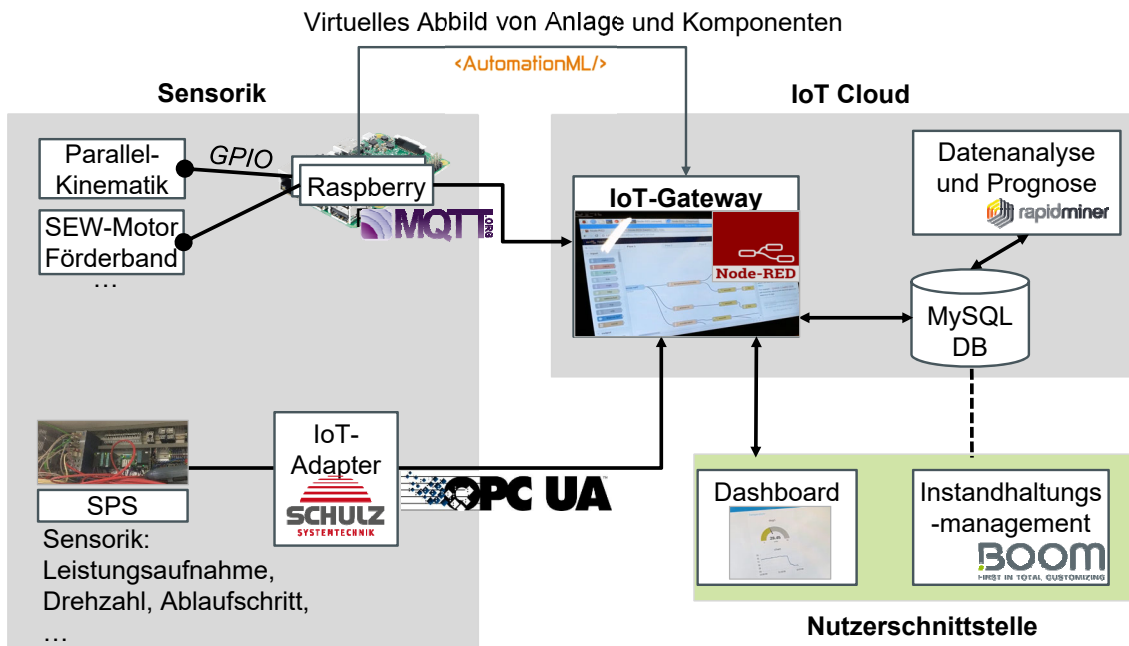 Virtuelles Abbild von Anlage und Komponenten
<AutomationML/>
Sensorik
IoT Cloud
Parallel-
Kinematik
GPIO
Raspberry
MQTT.ORG
SEW-Motor
Förderband
…
IoT-Gateway
Node-RED
Datenanalyse
und Prognose
rapidminer
MySQL
DB
SPS
IoT-
Adapter
SCHULZ
SYSTEMTECHNIK
OPC UA™
Sensorik:
Leistungsaufnahme,
Drehzahl, Ablaufschritt,
…
Dashboard
Instandhaltungs
-management
BOOM
FIRST IN TOTAL CUSTOMIZING
Nutzerschnittstelle